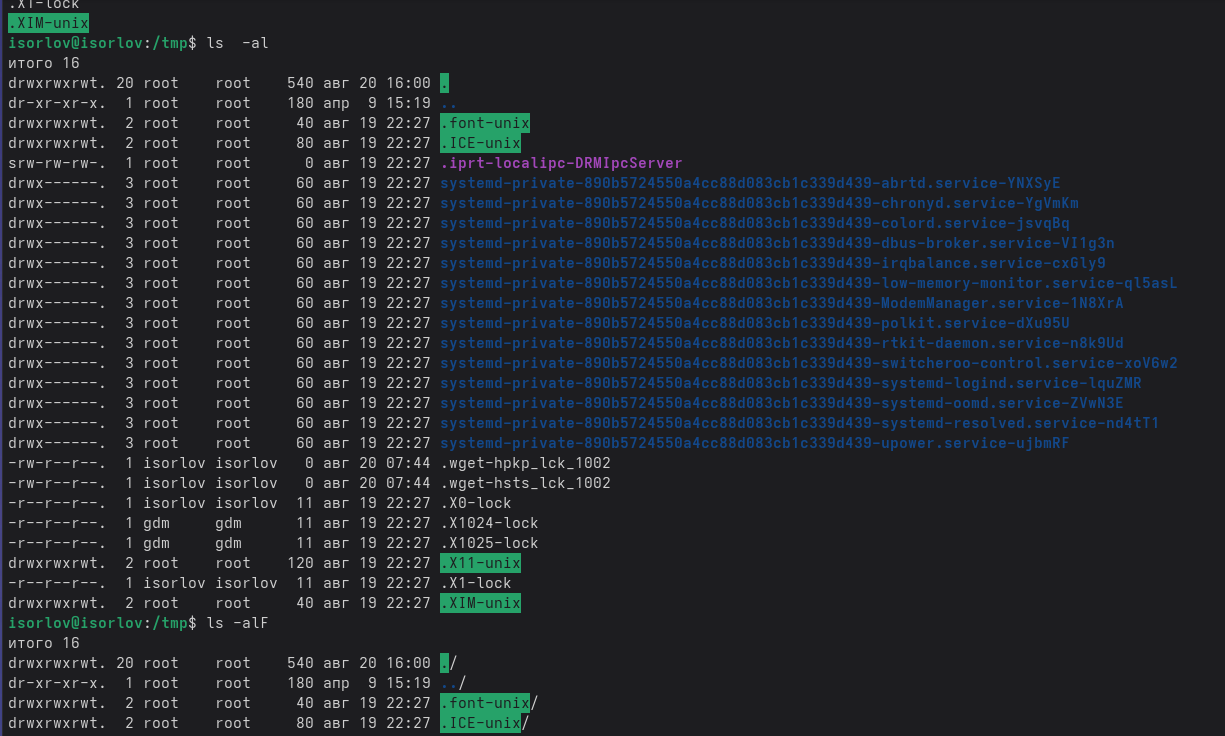 .X1-lock
.XIM-unix
isorlov@isorlov:/tmp$ ls  -al
итого 16
drwxrwxrwt. 20 root    root    540 авг 20 16:00 .
dr-xr-xr-x.  1 root    root    180 апр  9 15:19 ..
drwxrwxrwt.  2 root    root     40 авг 19 22:27 .font-unix
drwxrwxrwt.  2 root    root     80 авг 19 22:27 .ICE-unix
srw-rw-rw-.  1 root    root      0 авг 19 22:27 .iprt-localipc-DRMIpcServer
drwx------.  3 root    root     60 авг 19 22:27 systemd-private-890b5724550a4cc88d083cb1c339d439-abrtd.service-YNXSyE
drwx------.  3 root    root     60 авг 19 22:27 systemd-private-890b5724550a4cc88d083cb1c339d439-chronyd.service-YgVmKm
drwx------.  3 root    root     60 авг 19 22:27 systemd-private-890b5724550a4cc88d083cb1c339d439-colord.service-jsvqBq
drwx------.  3 root    root     60 авг 19 22:27 systemd-private-890b5724550a4cc88d083cb1c339d439-dbus-broker.service-VI1g3n
drwx------.  3 root    root     60 авг 19 22:27 systemd-private-890b5724550a4cc88d083cb1c339d439-irqbalance.service-cxGly9
drwx------.  3 root    root     60 авг 19 22:27 systemd-private-890b5724550a4cc88d083cb1c339d439-low-memory-monitor.service-ql5asL
drwx------.  3 root    root     60 авг 19 22:27 systemd-private-890b5724550a4cc88d083cb1c339d439-ModemManager.service-1N8XrA
drwx------.  3 root    root     60 авг 19 22:27 systemd-private-890b5724550a4cc88d083cb1c339d439-polkit.service-dXu95U
drwx------.  3 root    root     60 авг 19 22:27 systemd-private-890b5724550a4cc88d083cb1c339d439-rtkit-daemon.service-n8k9Ud
drwx------.  3 root    root     60 авг 19 22:27 systemd-private-890b5724550a4cc88d083cb1c339d439-switcheroo-control.service-xoV6w2
drwx------.  3 root    root     60 авг 19 22:27 systemd-private-890b5724550a4cc88d083cb1c339d439-systemd-logind.service-lquZMR
drwx------.  3 root    root     60 авг 19 22:27 systemd-private-890b5724550a4cc88d083cb1c339d439-systemd-oomd.service-ZVwN3E
drwx------.  3 root    root     60 авг 19 22:27 systemd-private-890b5724550a4cc88d083cb1c339d439-systemd-resolved.service-nd4tT1
drwx------.  3 root    root     60 авг 19 22:27 systemd-private-890b5724550a4cc88d083cb1c339d439-upower.service-ujbmRF
-rw-r--r--.  1 isorlov isorlov   0 авг 20 07:44 .wget-hpkp_lck_1002
-rw-r--r--.  1 isorlov isorlov   0 авг 20 07:44 .wget-hsts_lck_1002
-r--r--r--.  1 isorlov isorlov  11 авг 19 22:27 .X0-lock
-r--r--r--.  1 gdm     gdm      11 авг 19 22:27 .X1024-lock
-r--r--r--.  1 gdm     gdm      11 авг 19 22:27 .X1025-lock
drwxrwxrwt.  2 root    root    120 авг 19 22:27 .X11-unix
-r--r--r--.  1 isorlov isorlov  11 авг 19 22:27 .X1-lock
drwxrwxrwt.  2 root    root     40 авг 19 22:27 .XIM-unix
isorlov@isorlov:/tmp$ ls -alF
итого 16
drwxrwxrwt. 20 root    root    540 авг 20 16:00 ./
dr-xr-xr-x.  1 root    root    180 апр  9 15:19 ../
drwxrwxrwt.  2 root    root     40 авг 19 22:27 .font-unix/
drwxrwxrwt.  2 root    root     80 авг 19 22:27 .ICE-unix/